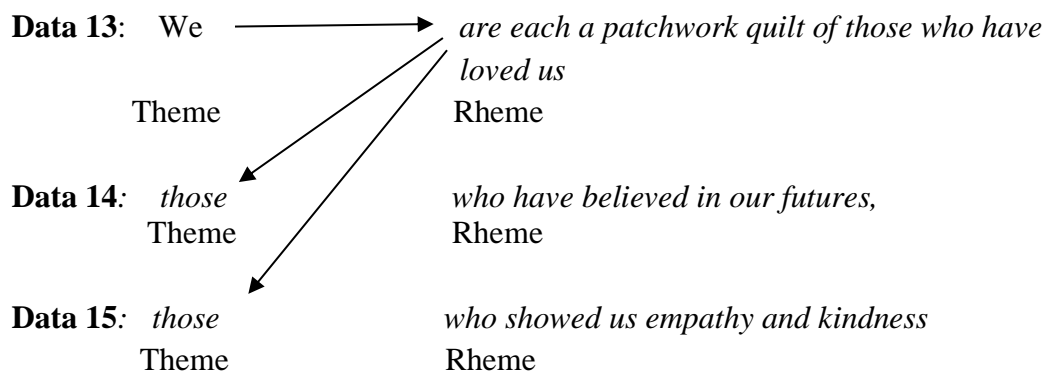 Data 13: We are each a patchwork quilt of those who have
loved us
Theme Rheme
Data 14: those who have believed in our futures,
Theme Rheme
Data 15: those who showed us empathy and kindness
Theme Rheme